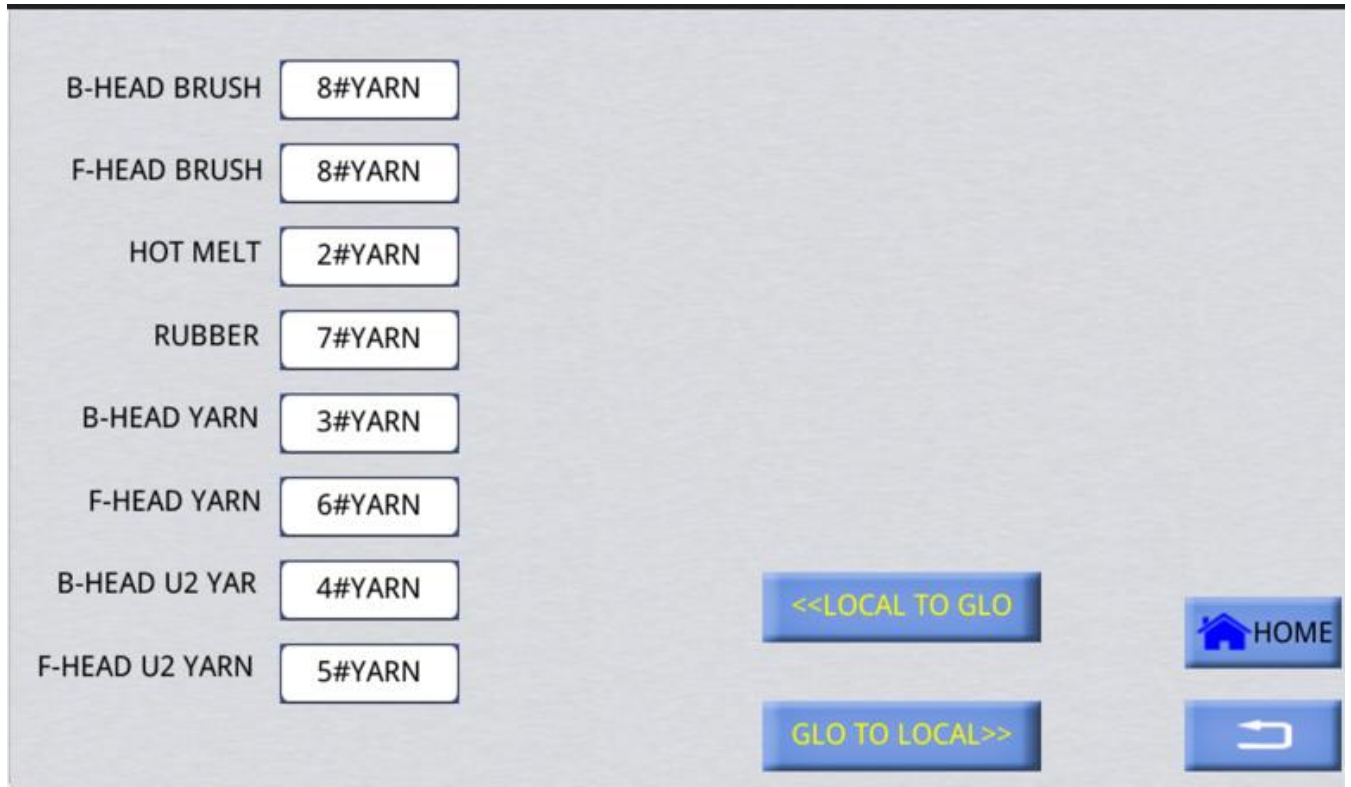 B-HEAD BRUSH 8#YARN
F-HEAD BRUSH 8#YARN
HOT MELT 2#YARN
RUBBER 7#YARN
B-HEAD YARN 3#YARN
F-HEAD YARN 6#YARN
B-HEAD U2 YAR 4#YARN
F-HEAD U2 YARN 5#YARN
<<LOCAL TO GLO
HOME
GLO TO LOCAL>>